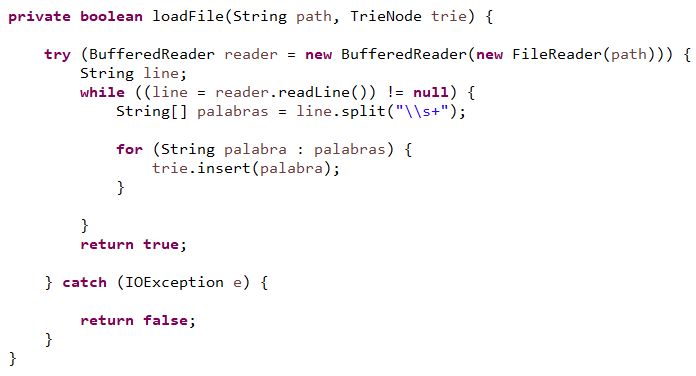 private boolean loadFile(String path, TrieNode trie) {
try (BufferedReader reader = new BufferedReader(new FileReader(path))) {
String line;
while ((line = reader.readLine()) != null) {
String[] palabras = line.split("\\s+");
for (String palabra : palabras) {
trie.insert(palabra);
}
}
return true;
} catch (IOException e) {
return false;
}
}